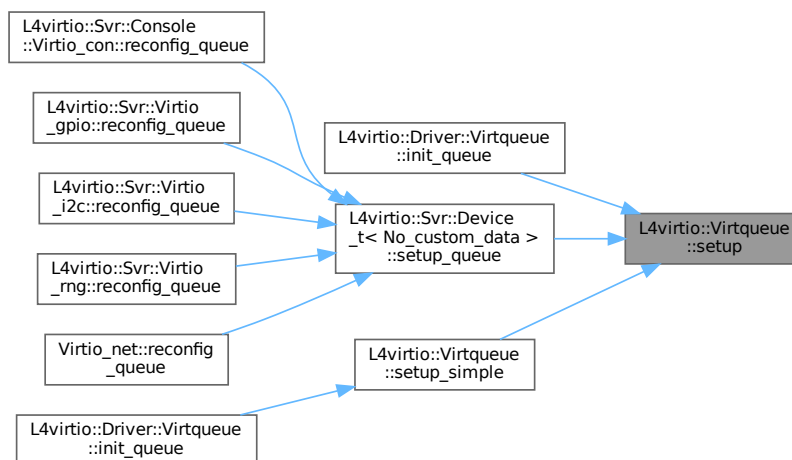 L4virtio::Svr::Console
::Virtio_con::reconfig_queue
L4virtio::Svr::Virtio
_gpio::reconfig_queue
L4virtio::Svr::Virtio
_i2c::reconfig_queue
L4virtio::Svr::Virtio
_rng::reconfig_queue
Virtio_net::reconfig
_queue
L4virtio::Driver::Virtqueue
::init_queue
L4virtio::Driver::Virtqueue
::init_queue
L4virtio::Svr::Device
_t< No_custom_data >
::setup_queue
L4virtio::Virtqueue
::setup_simple
L4virtio::Virtqueue
::setup